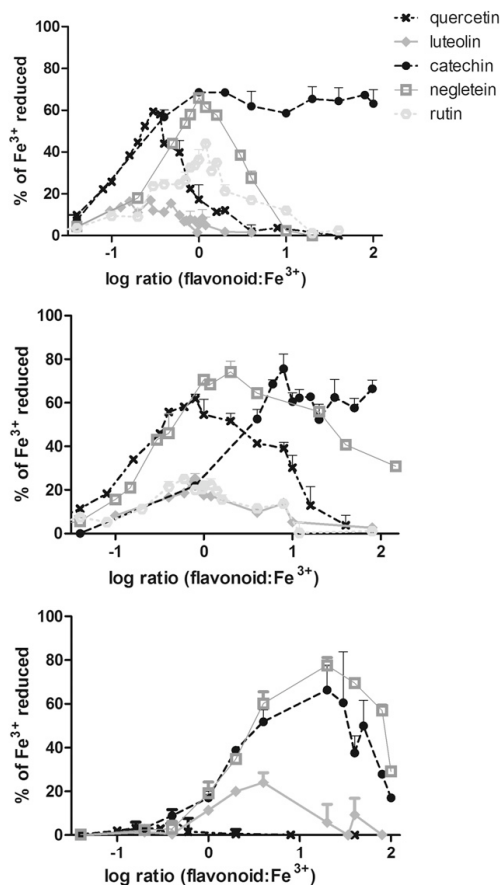 quercetin
luteolin
catechin
negletein
rutin
% of Fe3+ reduced
100
80
60
40
20
0
-1
0
1
2
log ratio (flavonoid:Fe3+)
% of Fe3+ reduced
100
80
60
40
20
0
-1
0
1
2
log ratio (flavonoid:Fe3+)
% of Fe3+ reduced
100
80
60
40
20
0
-1
0
1
2
log ratio (flavonoid:Fe3+)